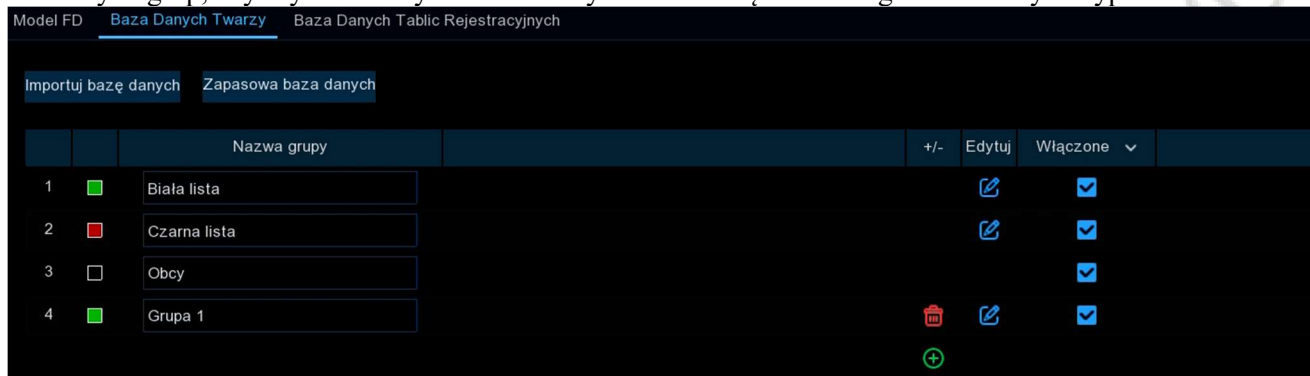 Model FD Baza Danych Twarzy Baza Danych Tablic Rejestracyjnych
Importuj bazę danych Zapasowa baza danych
Nazwa grupy +/- Edytuj Włączone
1 Biała lista
2 Czarna lista
3 Obcy
4 Grupa 1